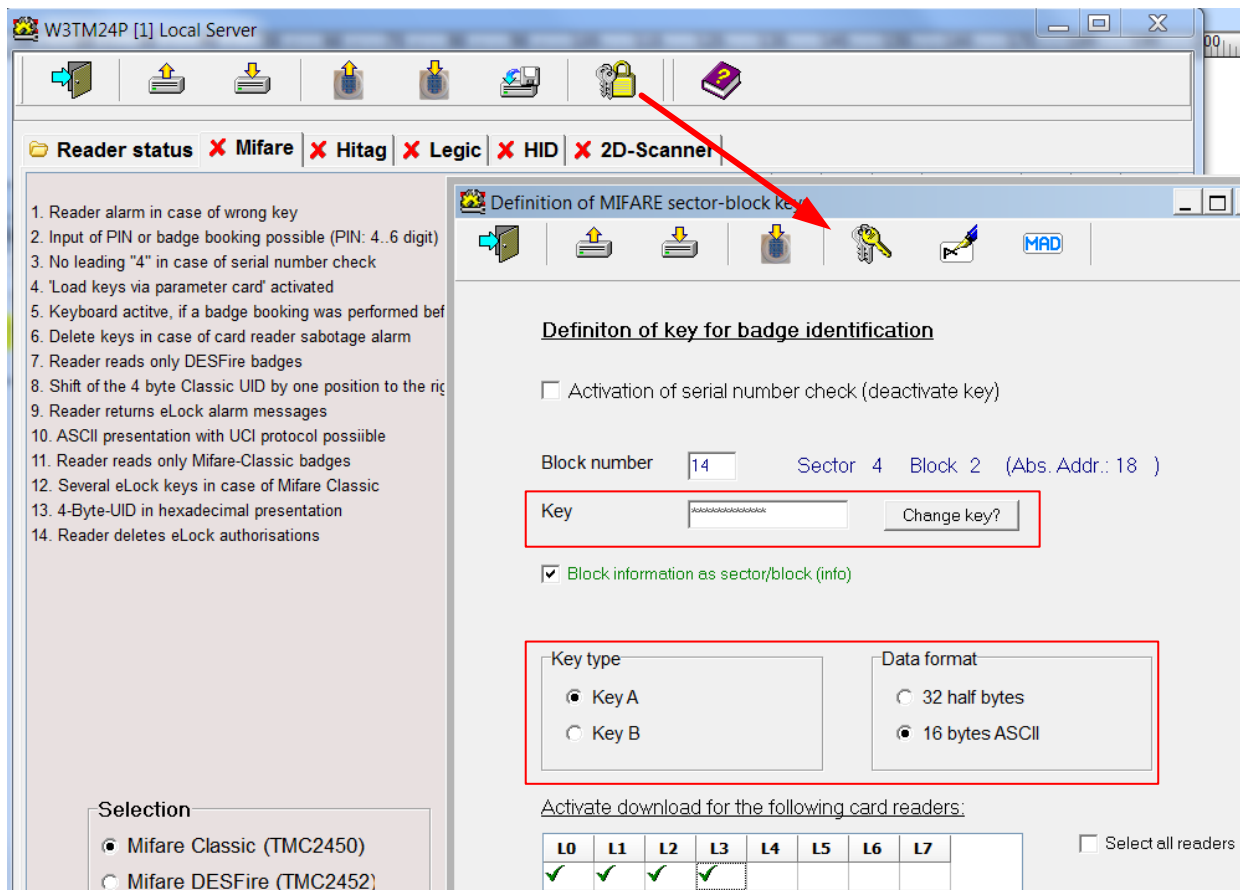 W3TM24P [1] Local Server
00
Reader status Mifare Hitag Legic HID 2D-Scanner
1. Reader alarm in case of wrong key
2. Input of PIN or badge booking possible (PIN: 4..6 digit)
3. No leading "4" in case of serial number check
4. 'Load keys via parameter card' activated
5. Keyboard actitve, if a badge booking was performed bef
6. Delete keys in case of card reader sabotage alarm
7. Reader reads only DESFire badges
8. Shift of the 4 byte Classic UID by one position to the rig
9. Reader returns eLock alarm messages
10. ASCII presentation with UCI protocol possiible
11. Reader reads only Mifare-Classic badges
12. Several eLock keys in case of Mifare Classic
13. 4-Byte-UID in hexadecimal presentation
14. Reader deletes eLock authorisations
Selection
Mifare Classic (TMC2450)
Mifare DESFire (TMC2452)
Definition of MIFARE sector-block key
MAD
Definiton of key for badge identification
Activation of serial number check (deactivate key)
Block number 14 Sector 4 Block 2 (Abs. Addr.: 18 )
Key ************* Change key?
Block information as sector/block (info)
Key type
Key A
Key B
Data format
32 half bytes
16 bytes ASCII
Activate download for the following card readers:
L0 L1 L2 L3 L4 L5 L6 L7
Select all readers